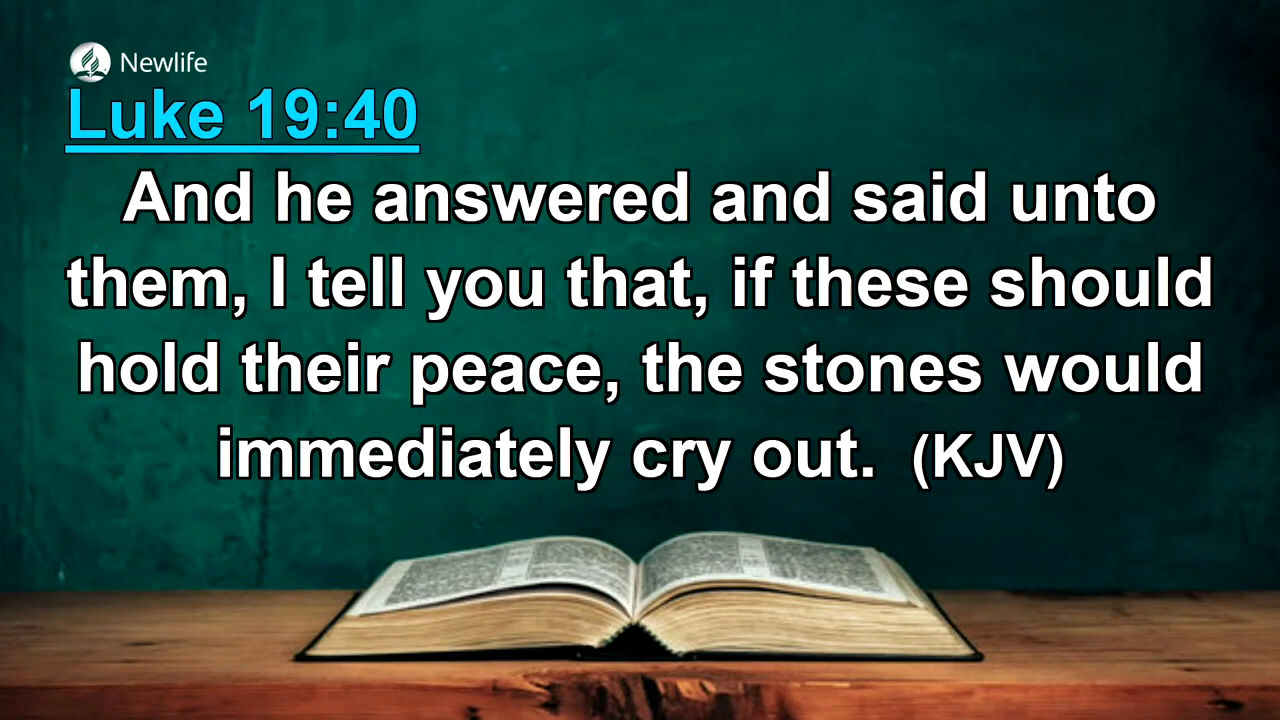 Newlife
Luke 19:40
And he answered and said unto
them, I tell you that, if these should
hold their peace, the stones would
immediately cry out. (KJV)